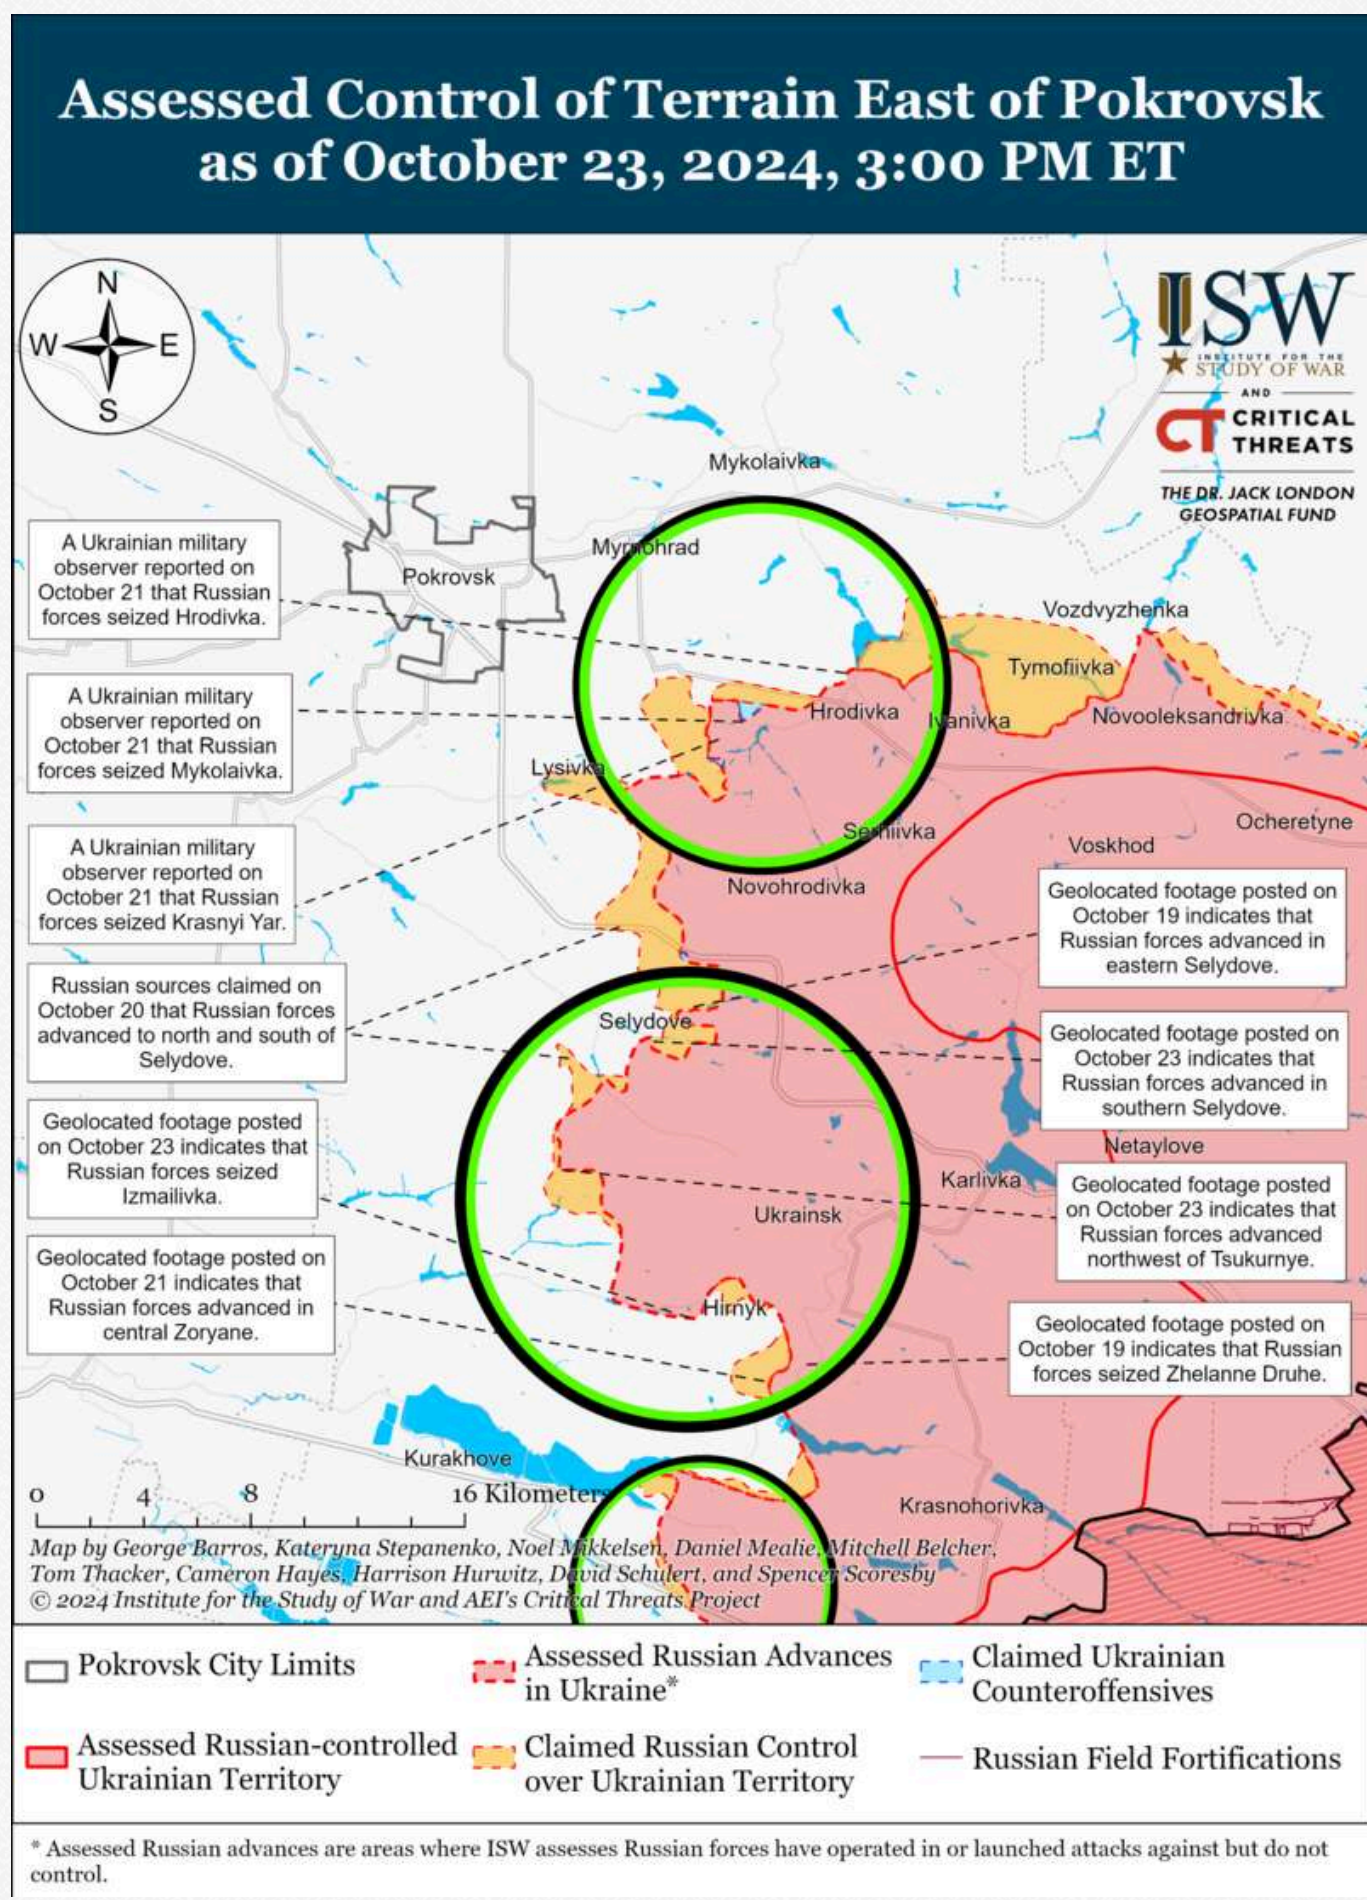 Assessed Control of Terrain East of Pokrovsk
as of October 23, 2024, 3:00 PM ET
N
W
E
S
ISW
INSTITUTE FOR THE
STUDY OF WAR
AND
CT CRITICAL
THREATS
THE DR. JACK LONDON
GEOSPATIAL FUND
Mykolaivka
Myrnohrad
Pokrovsk
A Ukrainian military
observer reported on
October 21 that Russian
forces seized Hrodivka.
Vozdvyzhenka
Tymofiivka
A Ukrainian military
observer reported on
October 21 that Russian
forces seized Mykolaivka.
Hrodivka
Ivanivka
Novooleksandrivka
Lysivka
Serhiivka
Ocheretyne
Voskhod
A Ukrainian military
observer reported on
October 21 that Russian
forces seized Krasnyi Yar.
Novohrodivka
Geolocated footage posted on
October 19 indicates that
Russian forces advanced in
eastern Selydove.
Russian sources claimed on
October 20 that Russian forces
advanced to north and south of
Selydove.
Selydove
Geolocated footage posted on
October 23 indicates that
Russian forces advanced in
southern Selydove.
Geolocated footage posted
on October 23 indicates that
Russian forces seized
Izmailivka.
Netaylove
Karlivka
Ukrainsk
Geolocated footage posted
on October 23 indicates that
Russian forces advanced
northwest of Tsukurnye.
Geolocated footage posted on
October 21 indicates that
Russian forces advanced in
central Zoryane.
Hirnyk
Geolocated footage posted on
October 19 indicates that Russian
forces seized Zhelanne Druhe.
Kurakhove
Krasnohorivka
0 4 8 16 Kilometers
Map by George Barros, Kateryna Stepanenko, Noel Mikkelsen, Daniel Mealie, Mitchell Belcher,
Tom Thacker, Cameron Hayes, Harrison Hurwitz, David Schulert, and Spencer Scoresby
© 2024 Institute for the Study of War and AEI's Critical Threats Project
Pokrovsk City Limits
Assessed Russian Advances
in Ukraine*
Claimed Ukrainian
Counteroffensives
Assessed Russian-controlled
Ukrainian Territory
Claimed Russian Control
over Ukrainian Territory
Russian Field Fortifications
* Assessed Russian advances are areas where ISW assesses Russian forces have operated in or launched attacks against but do not
control.